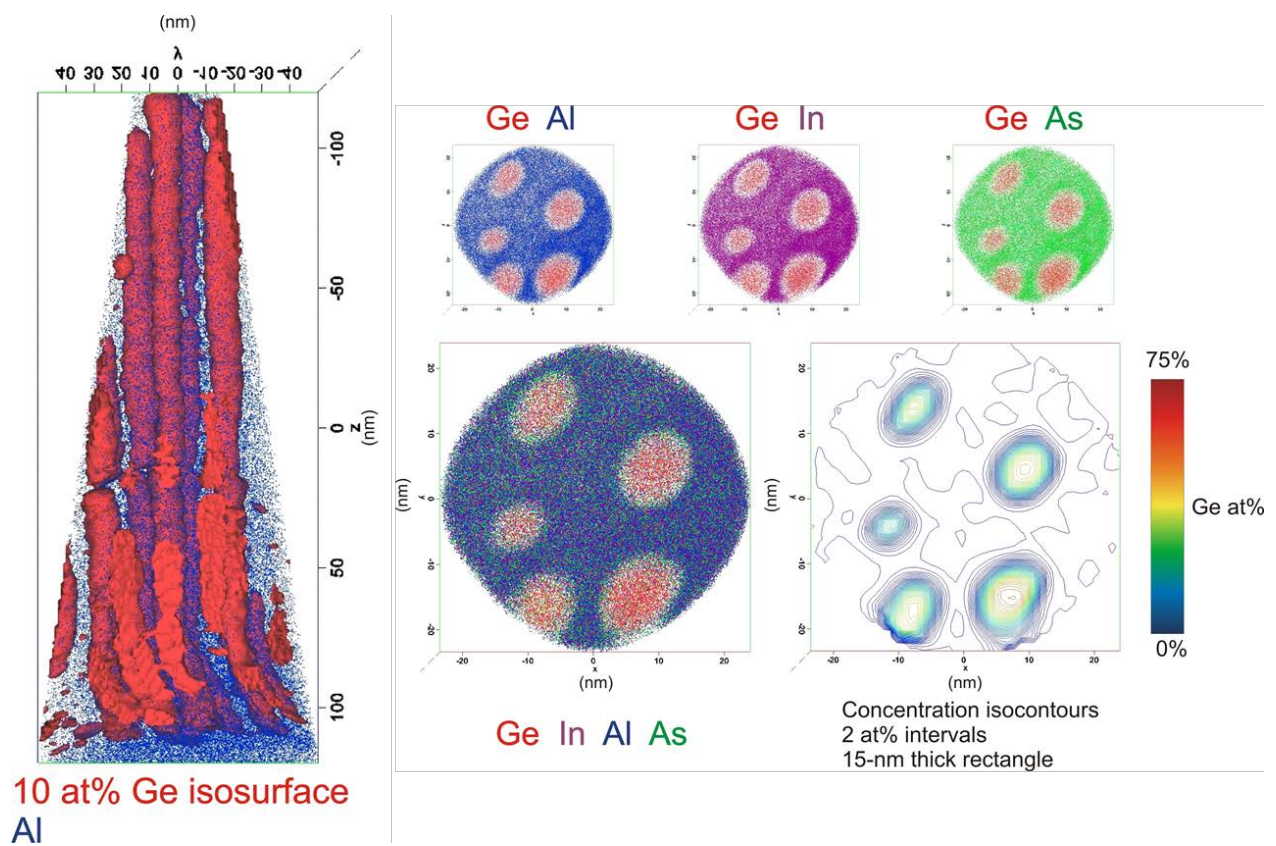 (nm)
y
40 30 20 10 0 -10 -20 -30 -40
-100
-50
0
z
(nm)
50
100
10 at% Ge isosurface
Al
Ge Al
Ge In
Ge As
20
10
0
-10
-20
(nm)
y
-20 -10 0 10 20
x
(nm)
Ge In Al As
20
10
0
-10
-20
(nm)
y
-20 -10 0 10 20
x
(nm)
75%
Ge at%
0%
Concentration isocontours
2 at% intervals
15-nm thick rectangle